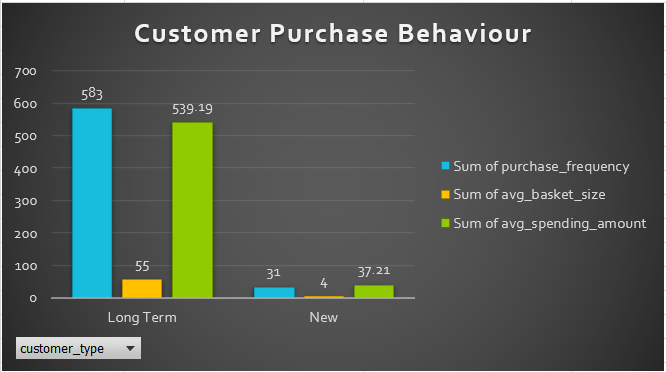 Customer Purchase Behaviour
700
600
500
400
300
200
100
0
583
55
539.19
31
4
37.21
Long Term
New
Sum of purchase_frequency
Sum of avg_basket_size
Sum of avg_spending_amount
customer_type